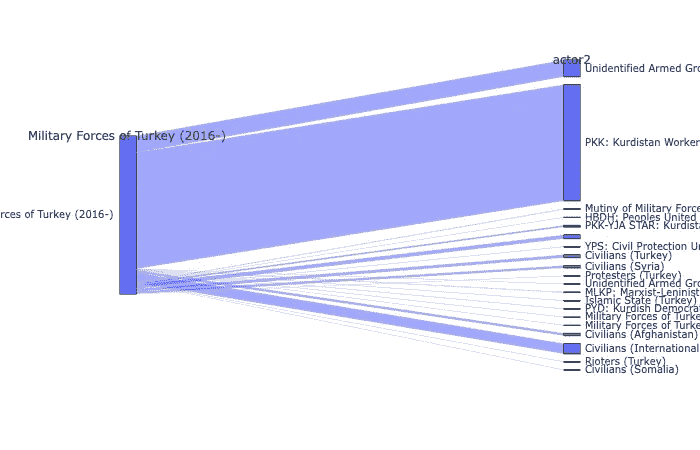 actor2
Unidentified Armed Gro
Military Forces of Turkey (2016-)
PKK: Kurdistan Worker
rces of Turkey (2016-)
Mutiny of Military Force
HBDH: Peoples United
PKK-YJA STAR: Kurdista
YPS: Civil Protection Un
Civilians (Turkey)
Civilians (Syria)
Protesters (Turkey)
Unidentified Armed Gro
MLKP: Marxist-Leninist
Islamic State (Turkey)
PYD: Kurdish Democrat
Military Forces of Turke
Military Forces of Turke
Civilians (Afghanistan)
Civilians (International
Rioters (Turkey)
Civilians (Somalia)